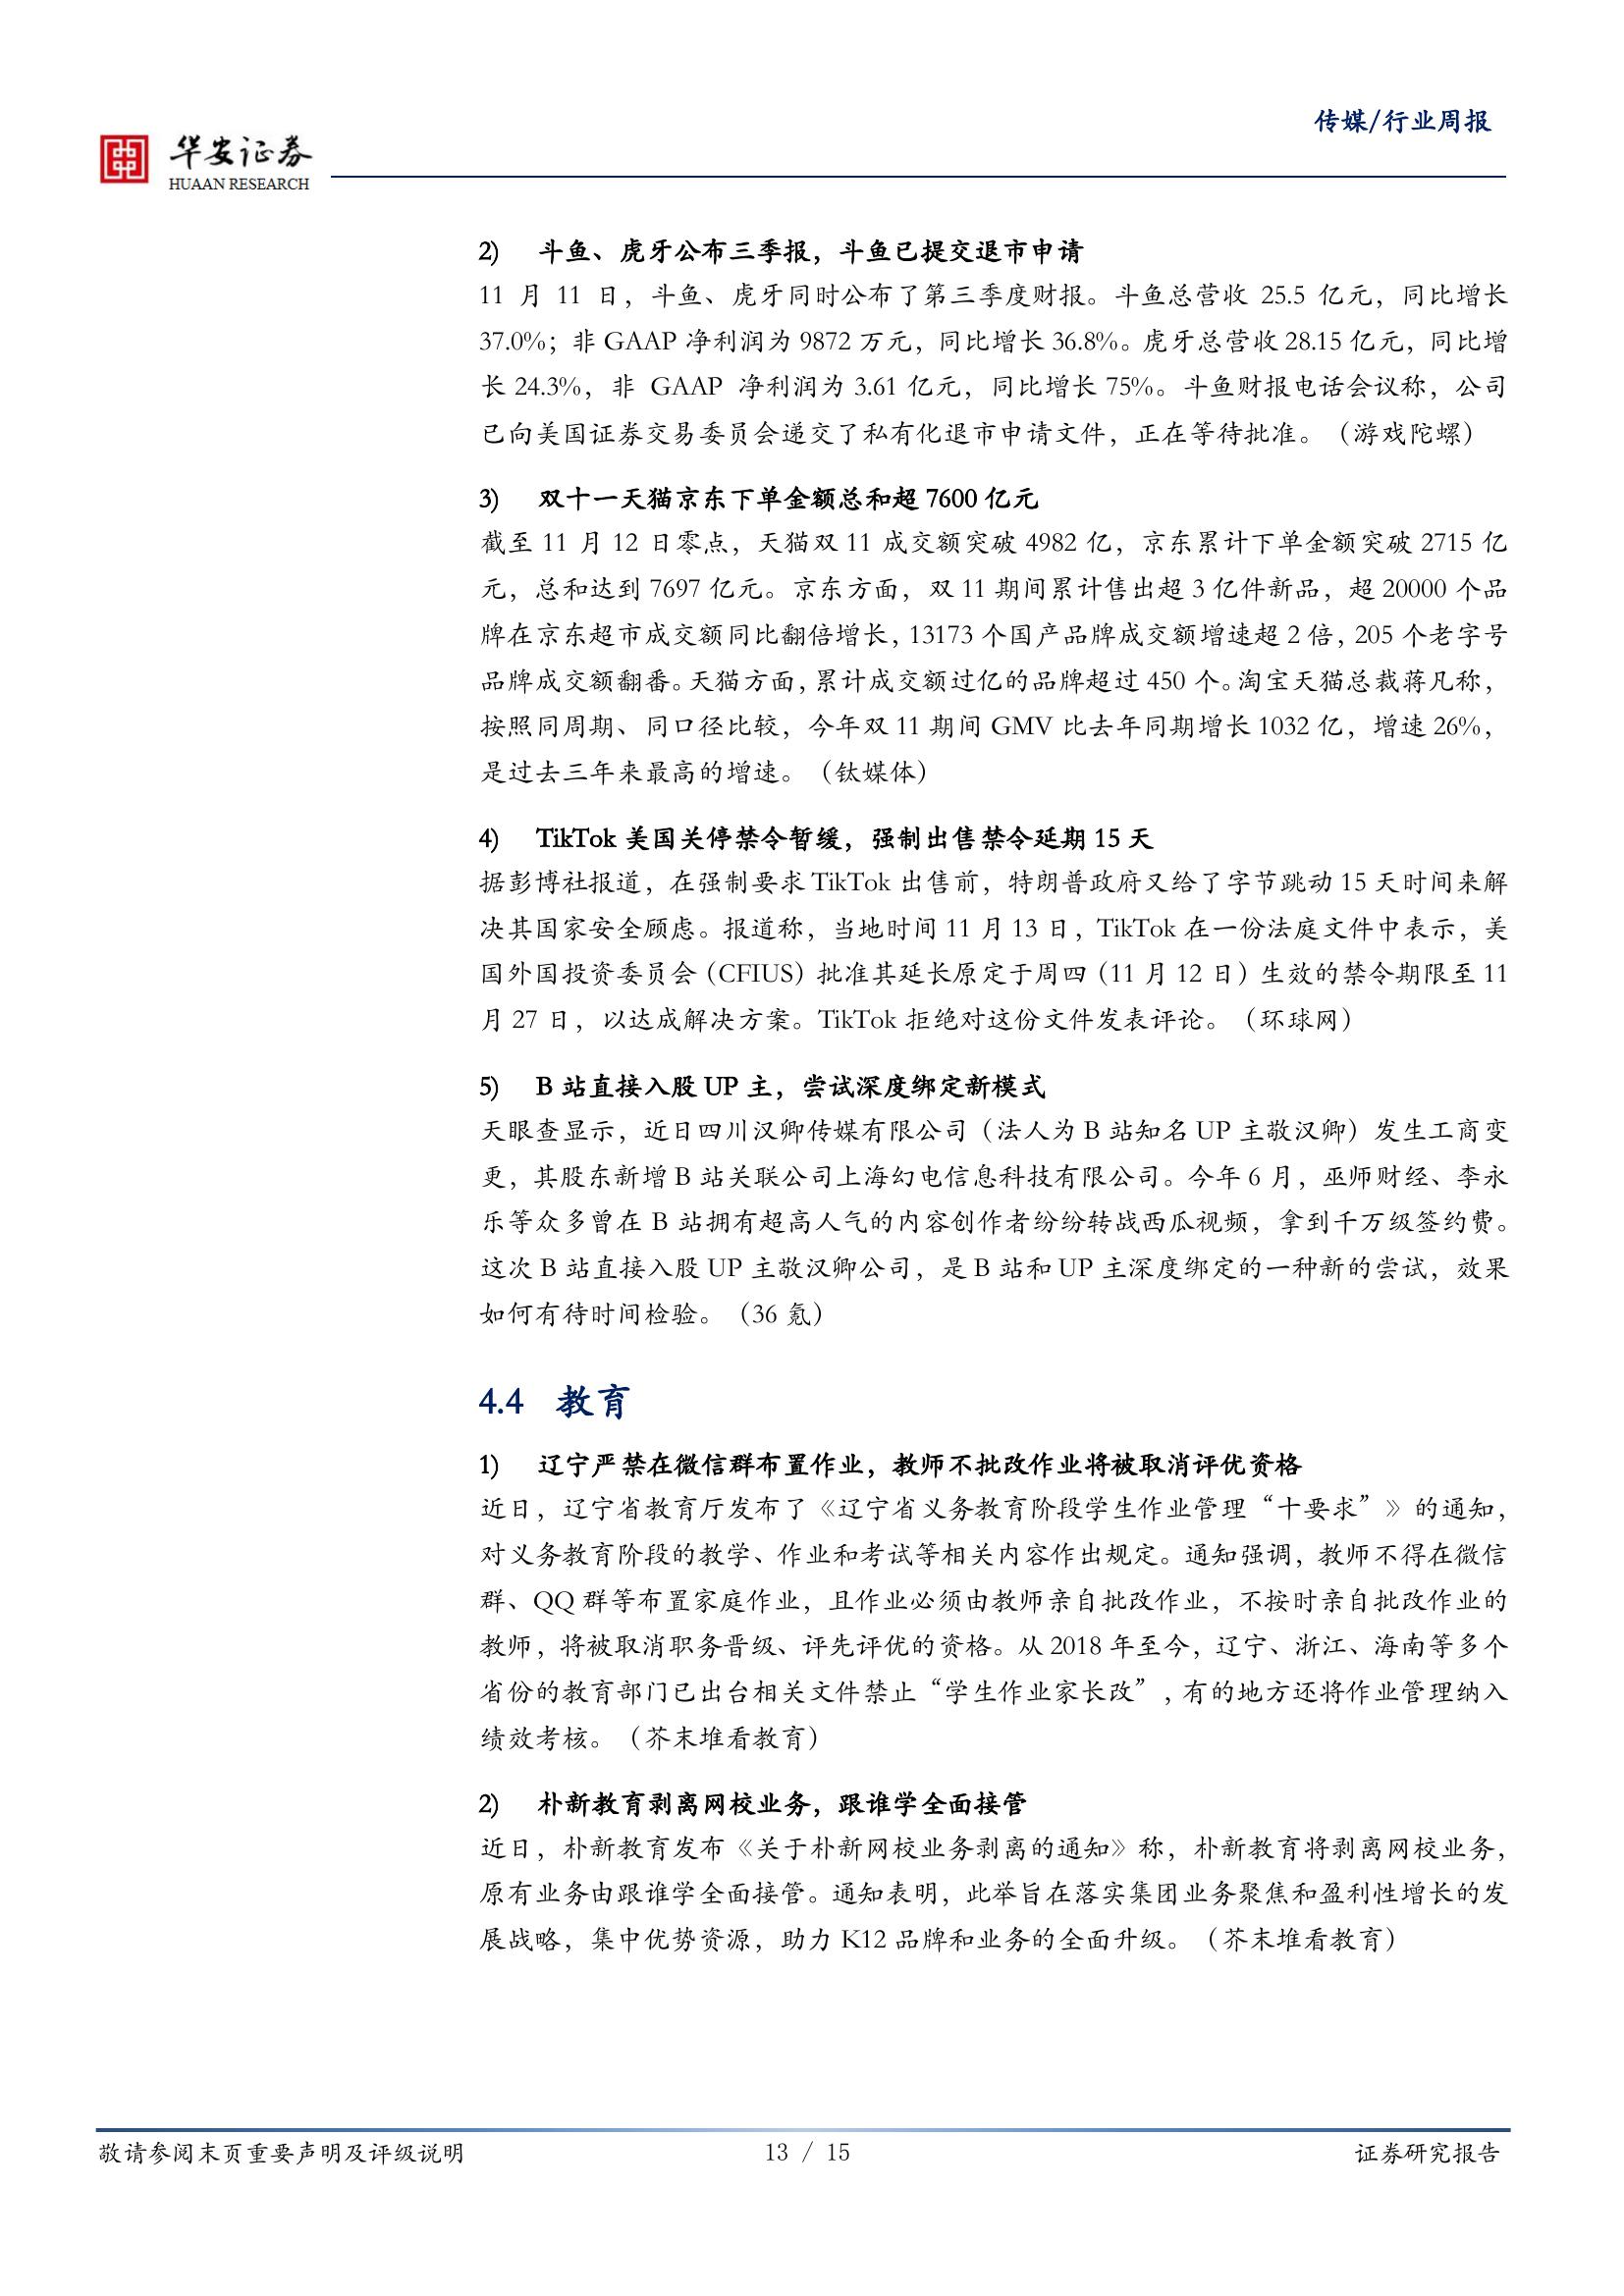 传媒/行业周报
华安证券
HUAAN RESEARCH
2) 斗鱼、虎牙公布三季报，斗鱼已提交退市申请
11 月 11 日，斗鱼、虎牙同时公布了第三季度财报。斗鱼总营收 25.5 亿元，同比增长
37.0%；非 GAAP 净利润为 9872 万元，同比增长 36.8%。虎牙总营收 28.15 亿元，同比增
长 24.3%，非 GAAP 净利润为 3.61 亿元，同比增长 75%。斗鱼财报电话会议称，公司
已向美国证券交易委员会递交了私有化退市申请文件，正在等待批准。（游戏陀螺）
3) 双十一天猫京东下单金额总和超 7600 亿元
截至 11 月 12 日零点，天猫双 11 成交额突破 4982 亿，京东累计下单金额突破 2715 亿
元，总和达到 7697 亿元。京东方面，双 11 期间累计售出超 3 亿件新品，超 20000 个品
牌在京东超市成交额同比翻倍增长，13173 个国产品牌成交额增速超 2 倍，205 个老字号
品牌成交额翻番。天猫方面，累计成交额过亿的品牌超过 450 个。淘宝天猫总裁蒋凡称，
按照同周期、同口径比较，今年双 11 期间 GMV 比去年同期增长 1032 亿，增速 26%，
是过去三年来最高的增速。（钛媒体）
4) TikTok 美国关停禁令暂缓，强制出售禁令延期 15 天
据彭博社报道，在强制要求 TikTok 出售前，特朗普政府又给了字节跳动 15 天时间来解
决其国家安全顾虑。报道称，当地时间 11 月 13 日，TikTok 在一份法庭文件中表示，美
国外国投资委员会（CFIUS）批准其延长原定于周四（11 月 12 日）生效的禁令期限至 11
月 27 日，以达成解决方案。TikTok 拒绝对这份文件发表评论。（环球网）
5) B 站直接入股 UP 主，尝试深度绑定新模式
天眼查显示，近日四川汉卿传媒有限公司（法人为 B 站知名 UP 主敬汉卿）发生工商变
更，其股东新增 B 站关联公司上海幻电信息科技有限公司。今年 6 月，巫师财经、李永
乐等众多曾在 B 站拥有超高人气的内容创作者纷纷转战西瓜视频，拿到千万级签约费。
这次 B 站直接入股 UP 主敬汉卿公司，是 B 站和 UP 主深度绑定的一种新的尝试，效果
如何有待时间检验。（36 氪）
4.4 教育
1) 辽宁严禁在微信群布置作业，教师不批改作业将被取消评优资格
近日，辽宁省教育厅发布了《辽宁省义务教育阶段学生作业管理“十要求”》的通知，
对义务教育阶段的教学、作业和考试等相关内容作出规定。通知强调，教师不得在微信
群、QQ 群等布置家庭作业，且作业必须由教师亲自批改作业，不按时亲自批改作业的
教师，将被取消职务晋级、评先评优的资格。从 2018 年至今，辽宁、浙江、海南等多个
省份的教育部门已出台相关文件禁止“学生作业家长改”，有的地方还将作业管理纳入
绩效考核。（芥末堆看教育）
2) 朴新教育剥离网校业务，跟谁学全面接管
近日，朴新教育发布《关于朴新网校业务剥离的通知》称，朴新教育将剥离网校业务，
原有业务由跟谁学全面接管。通知表明，此举旨在落实集团业务聚焦和盈利性增长的发
展战略，集中优势资源，助力 K12 品牌和业务的全面升级。（芥末堆看教育）
敬请参阅末页重要声明及评级说明
13 / 15
证券研究报告